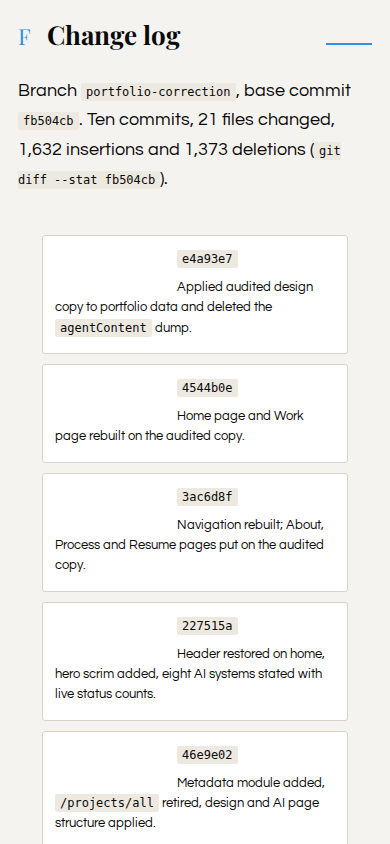 F Change log
Branch portfolio-correction, base commit
fb504cb. Ten commits, 21 files changed,
1,632 insertions and 1,373 deletions ( git
diff --stat fb504cb ).
e4a93e7
Applied audited design
copy to portfolio data and deleted the
agentContent dump.
4544b0e
Home page and Work
page rebuilt on the audited copy.
3ac6d8f
Navigation rebuilt; About,
Process and Resume pages put on the audited
copy.
227515a
Header restored on home,
hero scrim added, eight AI systems stated with
live status counts.
46e9e02
Metadata module added,
/projects/all retired, design and AI page
structure applied.